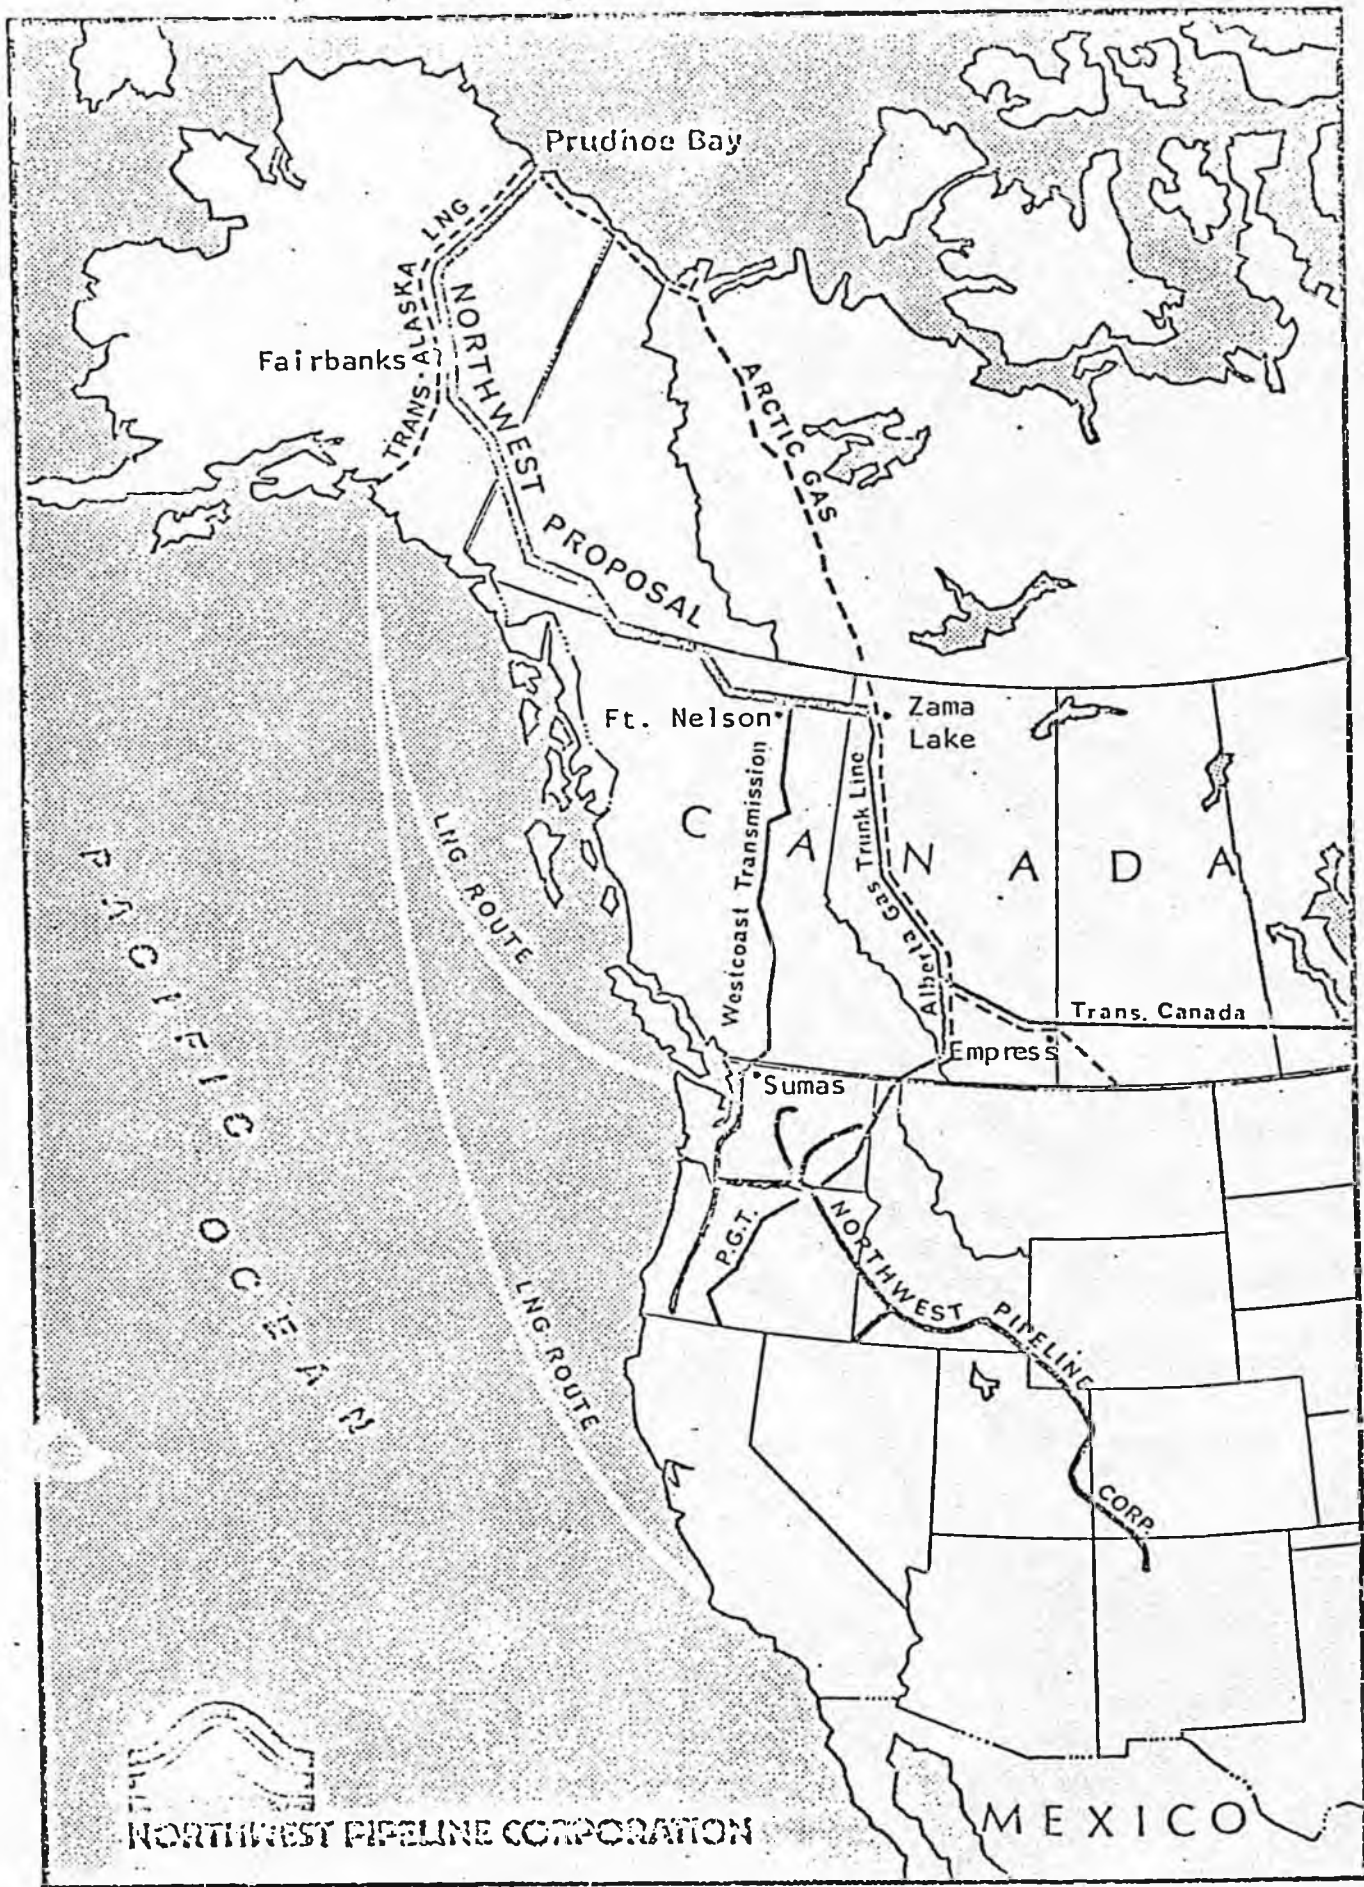 Prudhoe Bay
TRANS-ALASKA LNG
Fairbanks
NORTHWEST PROPOSAL
ARCTIC GAS
Ft. Nelson
Zama
Lake
Westcoast Transmission
Alberta Gas Trunk Line
CANADA
LNG ROUTE
PACIFIC OCEAN
Trans. Canada
Empress
Sumas
P.G.T.
NORTHWEST PIPELINE CORP.
LNG ROUTE
MEXICO
NORTHWEST PIPELINE CORPORATION